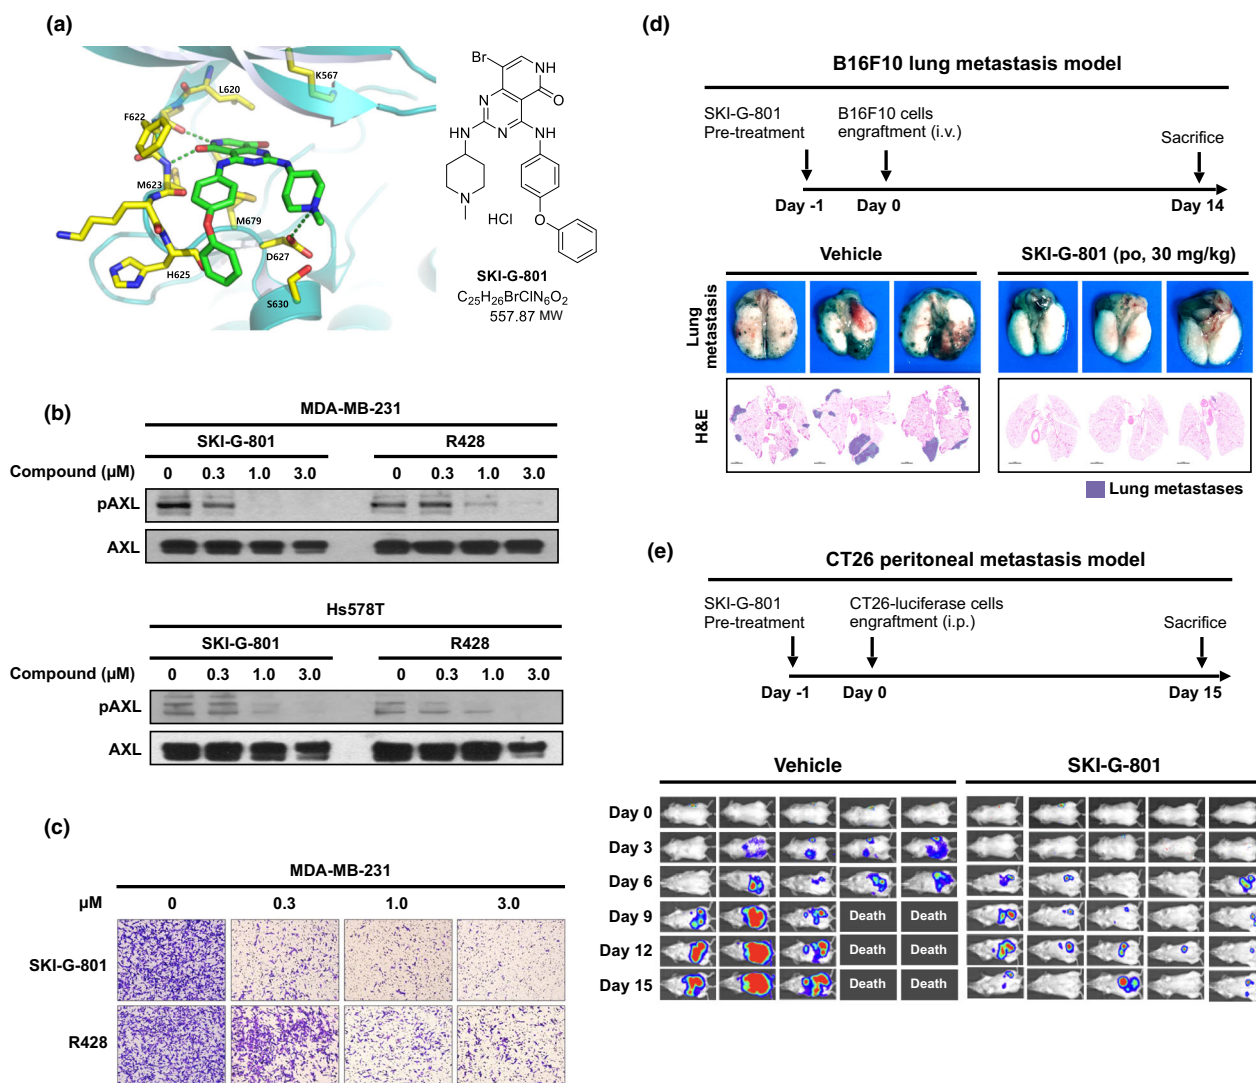 (a)
K567
L620
F622
M623
M679
D627
H625
S630
Br
NH
O
N
N
HN
NH
N
HCl
O
SKI-G-801
C25H26BrClN6O2
557.87 MW
(b)
MDA-MB-231
SKI-G-801 R428
Compound (µM) 0 0.3 1.0 3.0 0 0.3 1.0 3.0
pAXL
AXL
Hs578T
SKI-G-801 R428
Compound (µM) 0 0.3 1.0 3.0 0 0.3 1.0 3.0
pAXL
AXL
(c)
MDA-MB-231
µM 0 0.3 1.0 3.0
SKI-G-801
R428
(d)
B16F10 lung metastasis model
SKI-G-801
Pre-treatment
B16F10 cells
engraftment (i.v.)
Sacrifice
Day -1 Day 0 Day 14
Vehicle SKI-G-801 (po, 30 mg/kg)
Lung
metastasis
H&E
Lung metastases
(e)
CT26 peritoneal metastasis model
SKI-G-801
Pre-treatment
CT26-luciferase cells
engraftment (i.p.)
Sacrifice
Day -1 Day 0 Day 15
Vehicle SKI-G-801
Day 0
Day 3
Day 6
Day 9 Death Death
Day 12 Death Death
Day 15 Death Death